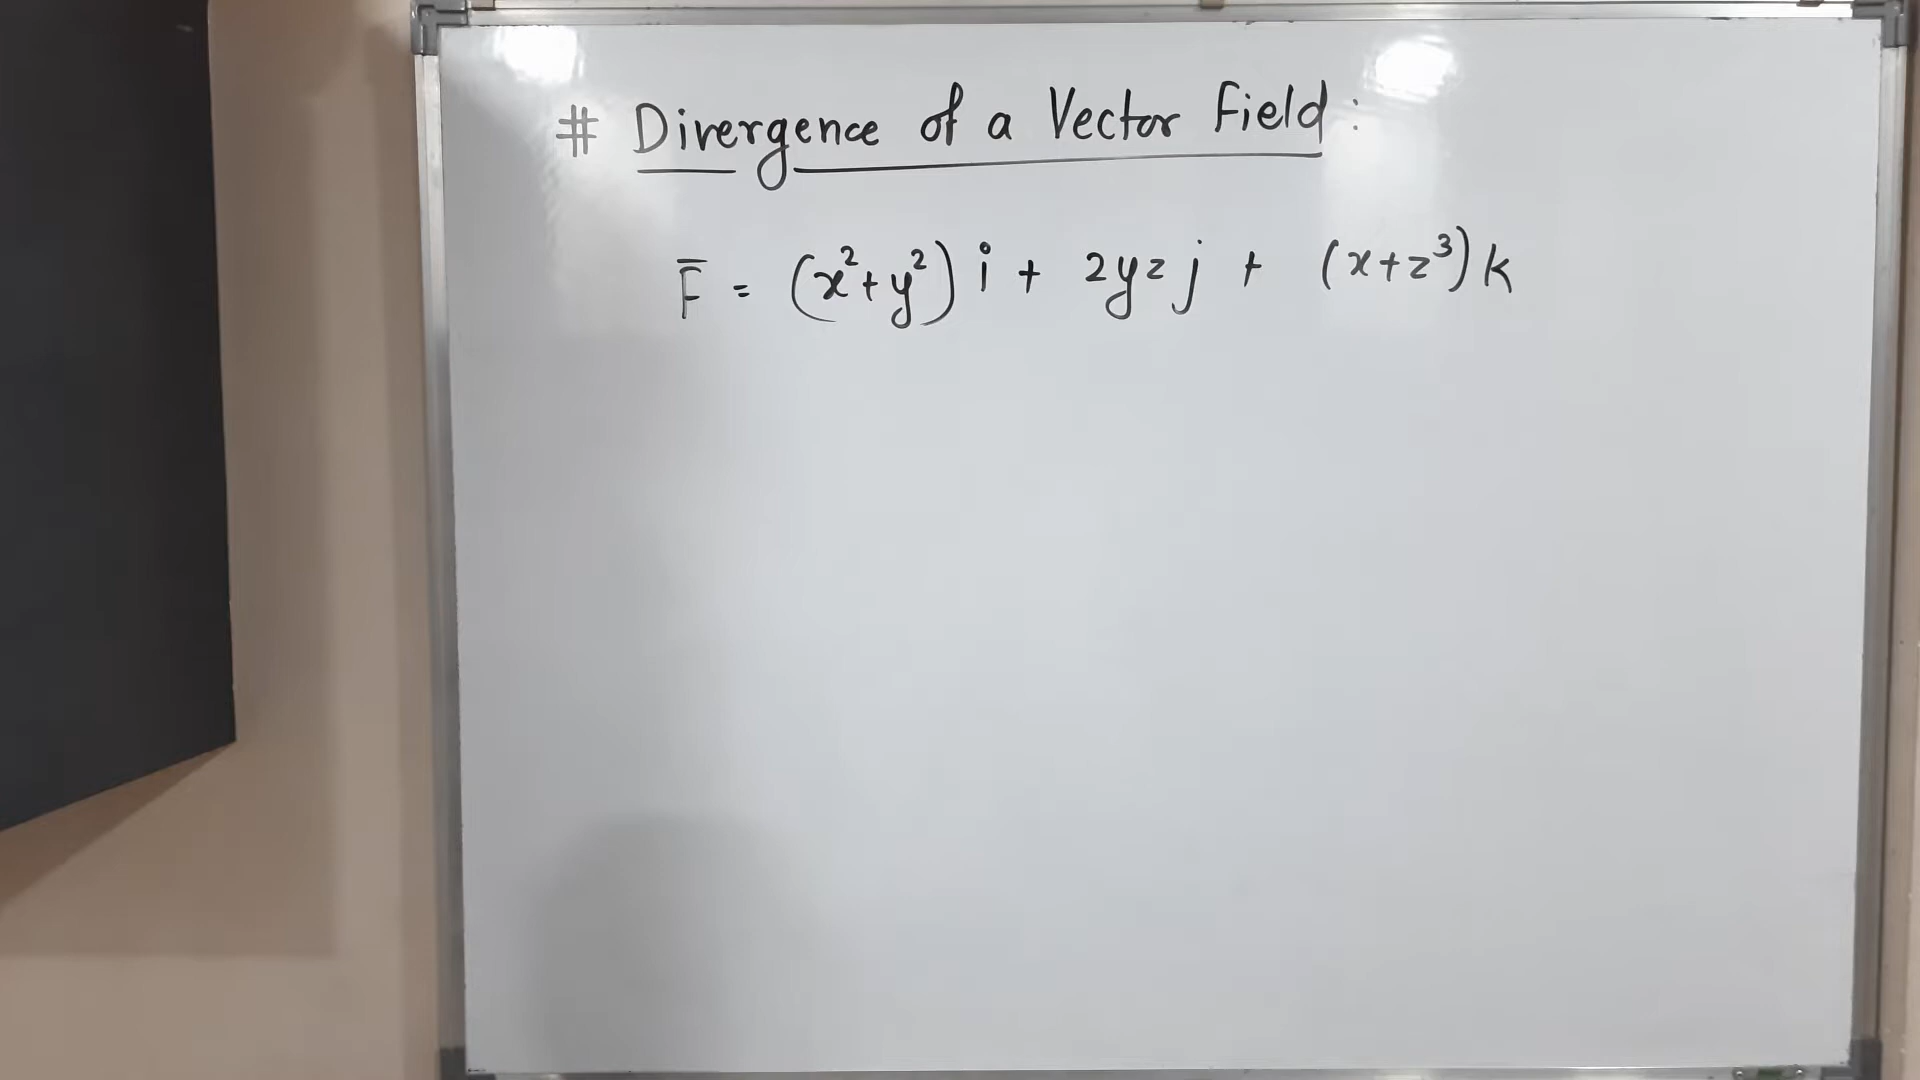 # Divergence of a Vector Field :
F̅ = (x²+y²) i + 2yz j + (x+z³) k